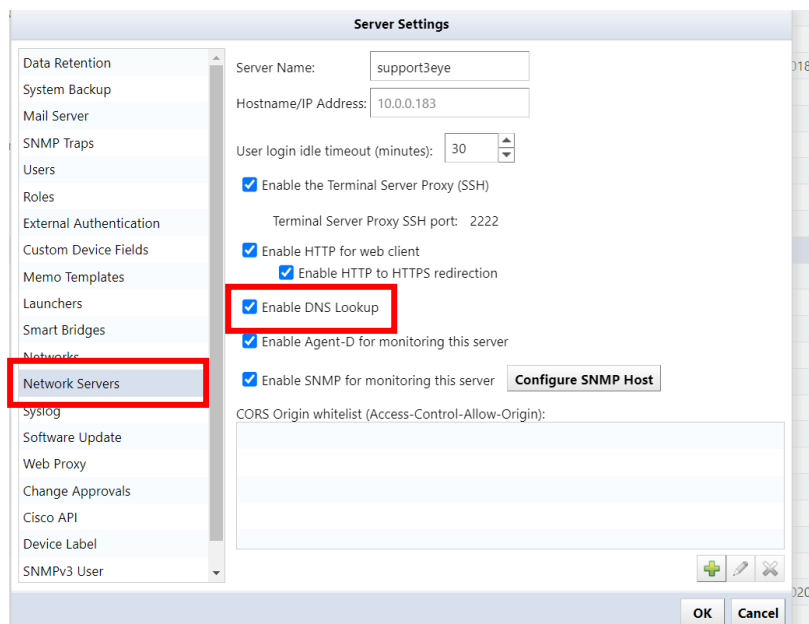 Server Settings
Data Retention
System Backup
Mail Server
SNMP Traps
Users
Roles
External Authentication
Custom Device Fields
Memo Templates
Launchers
Smart Bridges
Networks
Network Servers
Syslog
Software Update
Web Proxy
Change Approvals
Cisco API
Device Label
SNMPv3 User
Server Name: support3eye
Hostname/IP Address: 10.0.0.183
User login idle timeout (minutes): 30
Enable the Terminal Server Proxy (SSH)
Terminal Server Proxy SSH port: 2222
Enable HTTP for web client
Enable HTTP to HTTPS redirection
Enable DNS Lookup
Enable Agent-D for monitoring this server
Enable SNMP for monitoring this server Configure SNMP Host
CORS Origin whitelist (Access-Control-Allow-Origin):
OK Cancel